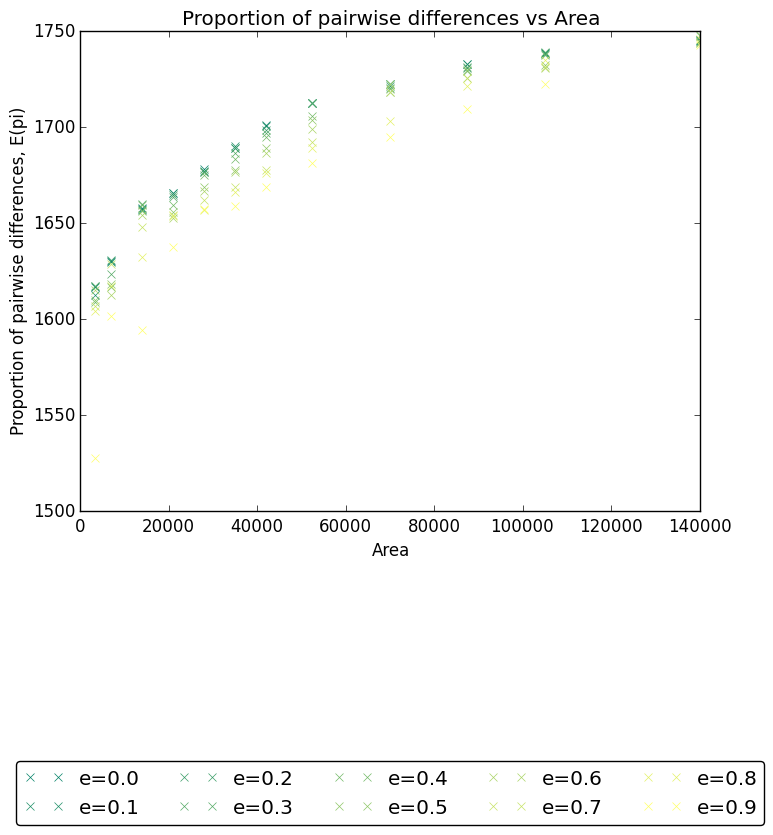 Proportion of pairwise differences vs Area
Proportion of pairwise differences, E(pi)
1750
1700
1650
1600
1550
1500
0 20000 40000 60000 80000 100000 120000 140000
Area
e=0.0 e=0.2 e=0.4 e=0.6 e=0.8
e=0.1 e=0.3 e=0.5 e=0.7 e=0.9